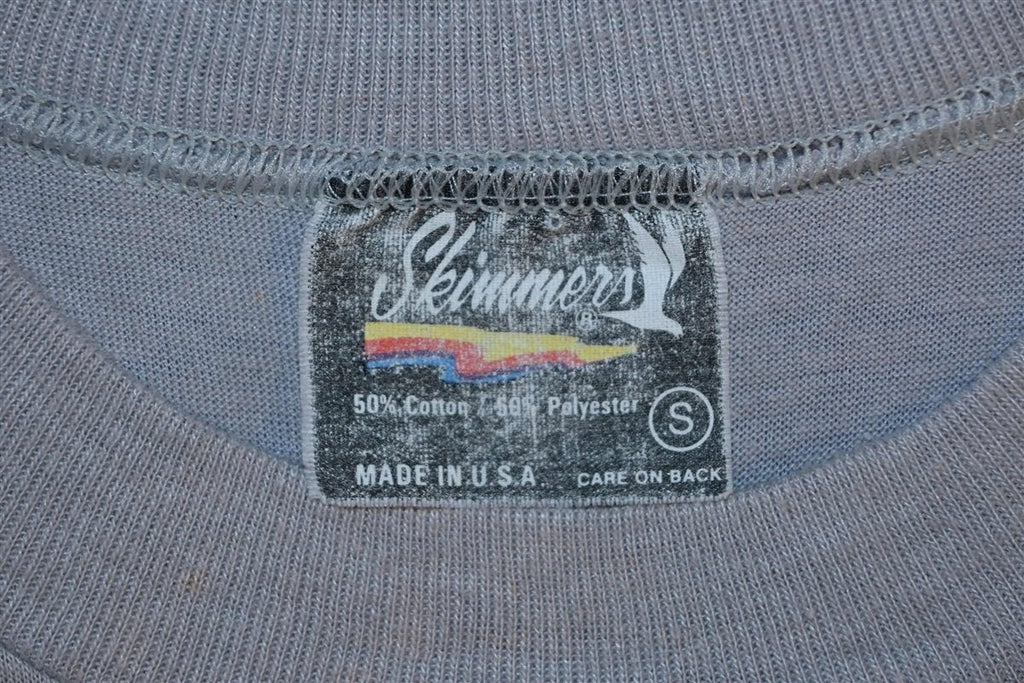 Skimmers®
50% Cotton / 50% Polyester
S
MADE IN U.S.A. CARE ON BACK